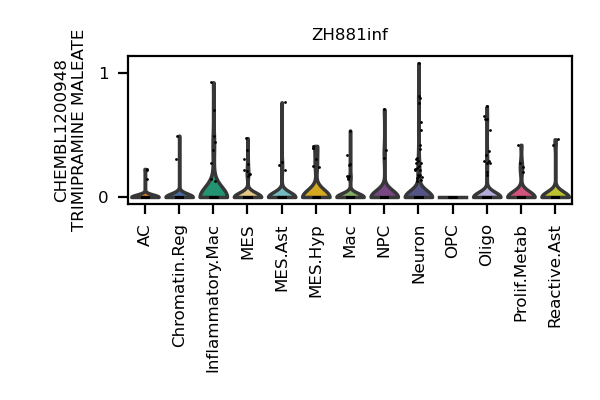 ZH881inf
CHEMBL1200948
TRIMIPRAMINE MALEATE
1
0
AC
Chromatin.Reg
Inflammatory.Mac
MES
MES.Ast
MES.Hyp
Mac
NPC
Neuron
OPC
Oligo
Prolif.Metab
Reactive.Ast